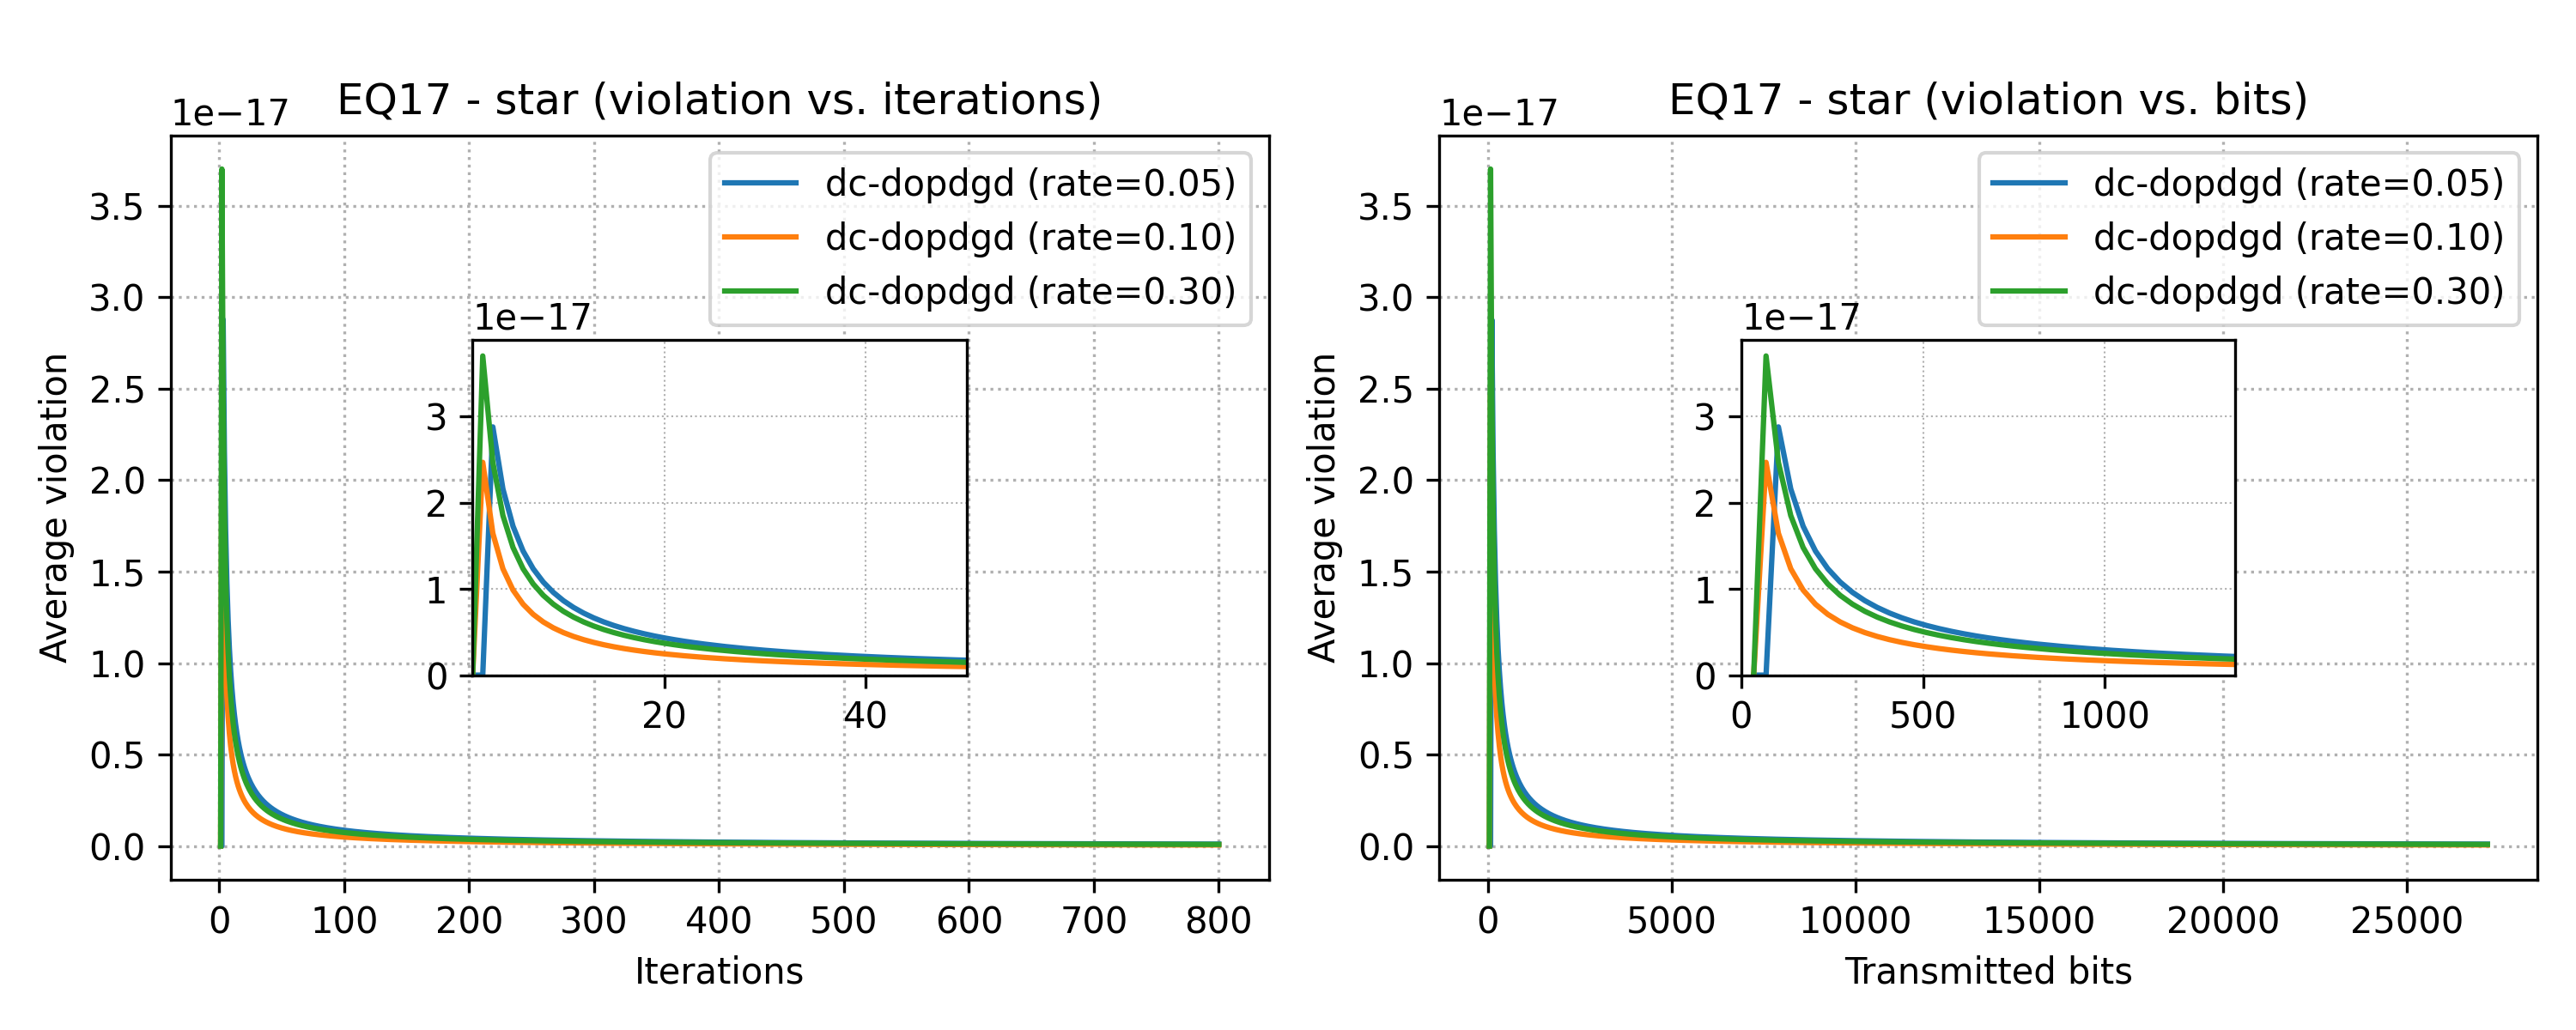 EQ17 - star (violation vs. iterations)
1e−17
dc-dopdgd (rate=0.05)
dc-dopdgd (rate=0.10)
dc-dopdgd (rate=0.30)
Average violation
3.5
3.0
2.5
2.0
1.5
1.0
0.5
0.0
1e−17
3
2
1
0
20 40
0 100 200 300 400 500 600 700 800
Iterations
EQ17 - star (violation vs. bits)
1e−17
dc-dopdgd (rate=0.05)
dc-dopdgd (rate=0.10)
dc-dopdgd (rate=0.30)
Average violation
3.5
3.0
2.5
2.0
1.5
1.0
0.5
0.0
1e−17
3
2
1
0
0 500 1000
0 5000 10000 15000 20000 25000
Transmitted bits